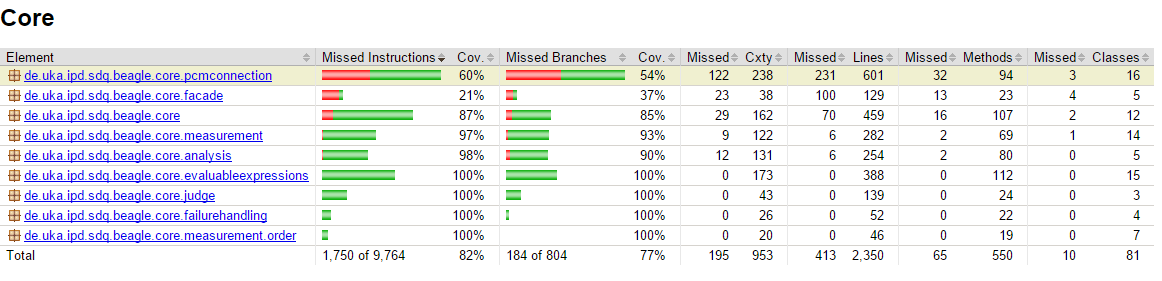 Core
Element Missed Instructions Cov. Missed Branches Cov. Missed Cxty Missed Lines Missed Methods Missed Classes
de.uka.ipd.sdq.beagle.core.pcmconnection 60% 54% 122 238 231 601 32 94 3 16
de.uka.ipd.sdq.beagle.core.facade 21% 37% 23 38 100 129 13 23 4 5
de.uka.ipd.sdq.beagle.core 87% 85% 29 162 70 459 16 107 2 12
de.uka.ipd.sdq.beagle.core.measurement 97% 93% 9 122 6 282 2 69 1 14
de.uka.ipd.sdq.beagle.core.analysis 98% 90% 12 131 6 254 2 80 0 5
de.uka.ipd.sdq.beagle.core.evaluableexpressions 100% 100% 0 173 0 388 0 112 0 15
de.uka.ipd.sdq.beagle.core.judge 100% 100% 0 43 0 139 0 24 0 3
de.uka.ipd.sdq.beagle.core.failurehandling 100% 100% 0 26 0 52 0 22 0 4
de.uka.ipd.sdq.beagle.core.measurement.order 100% 100% 0 20 0 46 0 19 0 7
Total 1,750 of 9,764 82% 184 of 804 77% 195 953 413 2,350 65 550 10 81